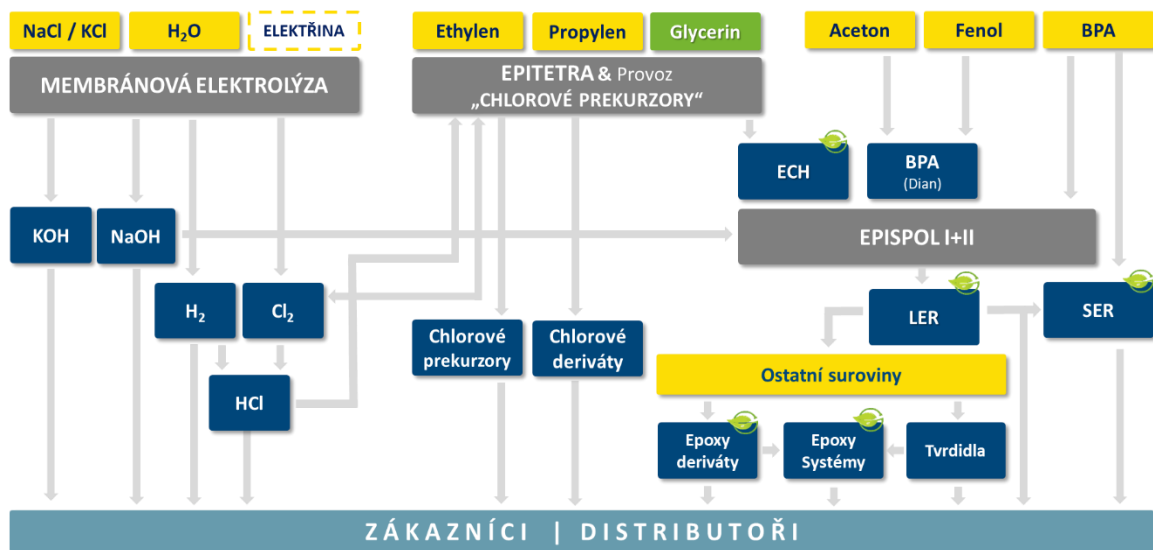 NaCl / KCl
H₂O
ELEKTŘINA
Ethylen
Propylen
Glycerin
Aceton
Fenol
BPA
MEMBRÁNOVÁ ELEKTROLÝZA
EPITETRA & Provoz
„CHLOROVÉ PREKURZORY“
ECH
BPA
(Dian)
KOH
NaOH
EPISPOL I+II
H₂
Cl₂
LER
SER
Chlorové
prekurzory
Chlorové
deriváty
Ostatní suroviny
HCl
Epoxy
deriváty
Epoxy
Systémy
Tvrdidla
ZÁKAZNÍCI | DISTRIBUTOŘI